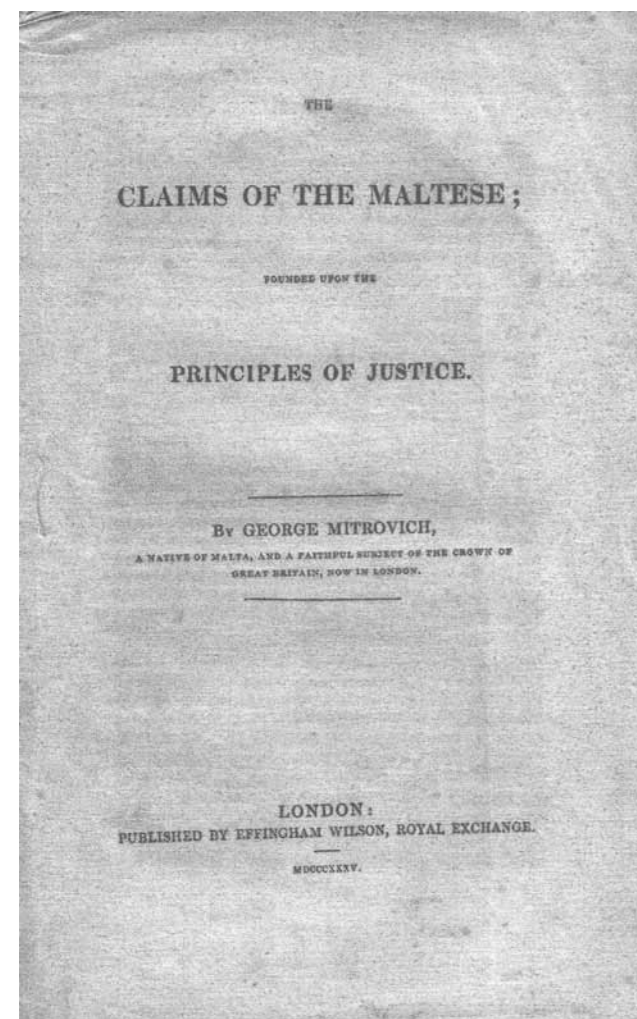 THE
CLAIMS OF THE MALTESE;
FOUNDED UPON THE
PRINCIPLES OF JUSTICE.
By GEORGE MITROVICH,
A NATIVE OF MALTA, AND A FAITHFUL SUBJECT OF THE CROWN OF
GREAT BRITAIN, NOW IN LONDON.
LONDON:
PUBLISHED BY EFFINGHAM WILSON, ROYAL EXCHANGE.
MDCCCXXXV.